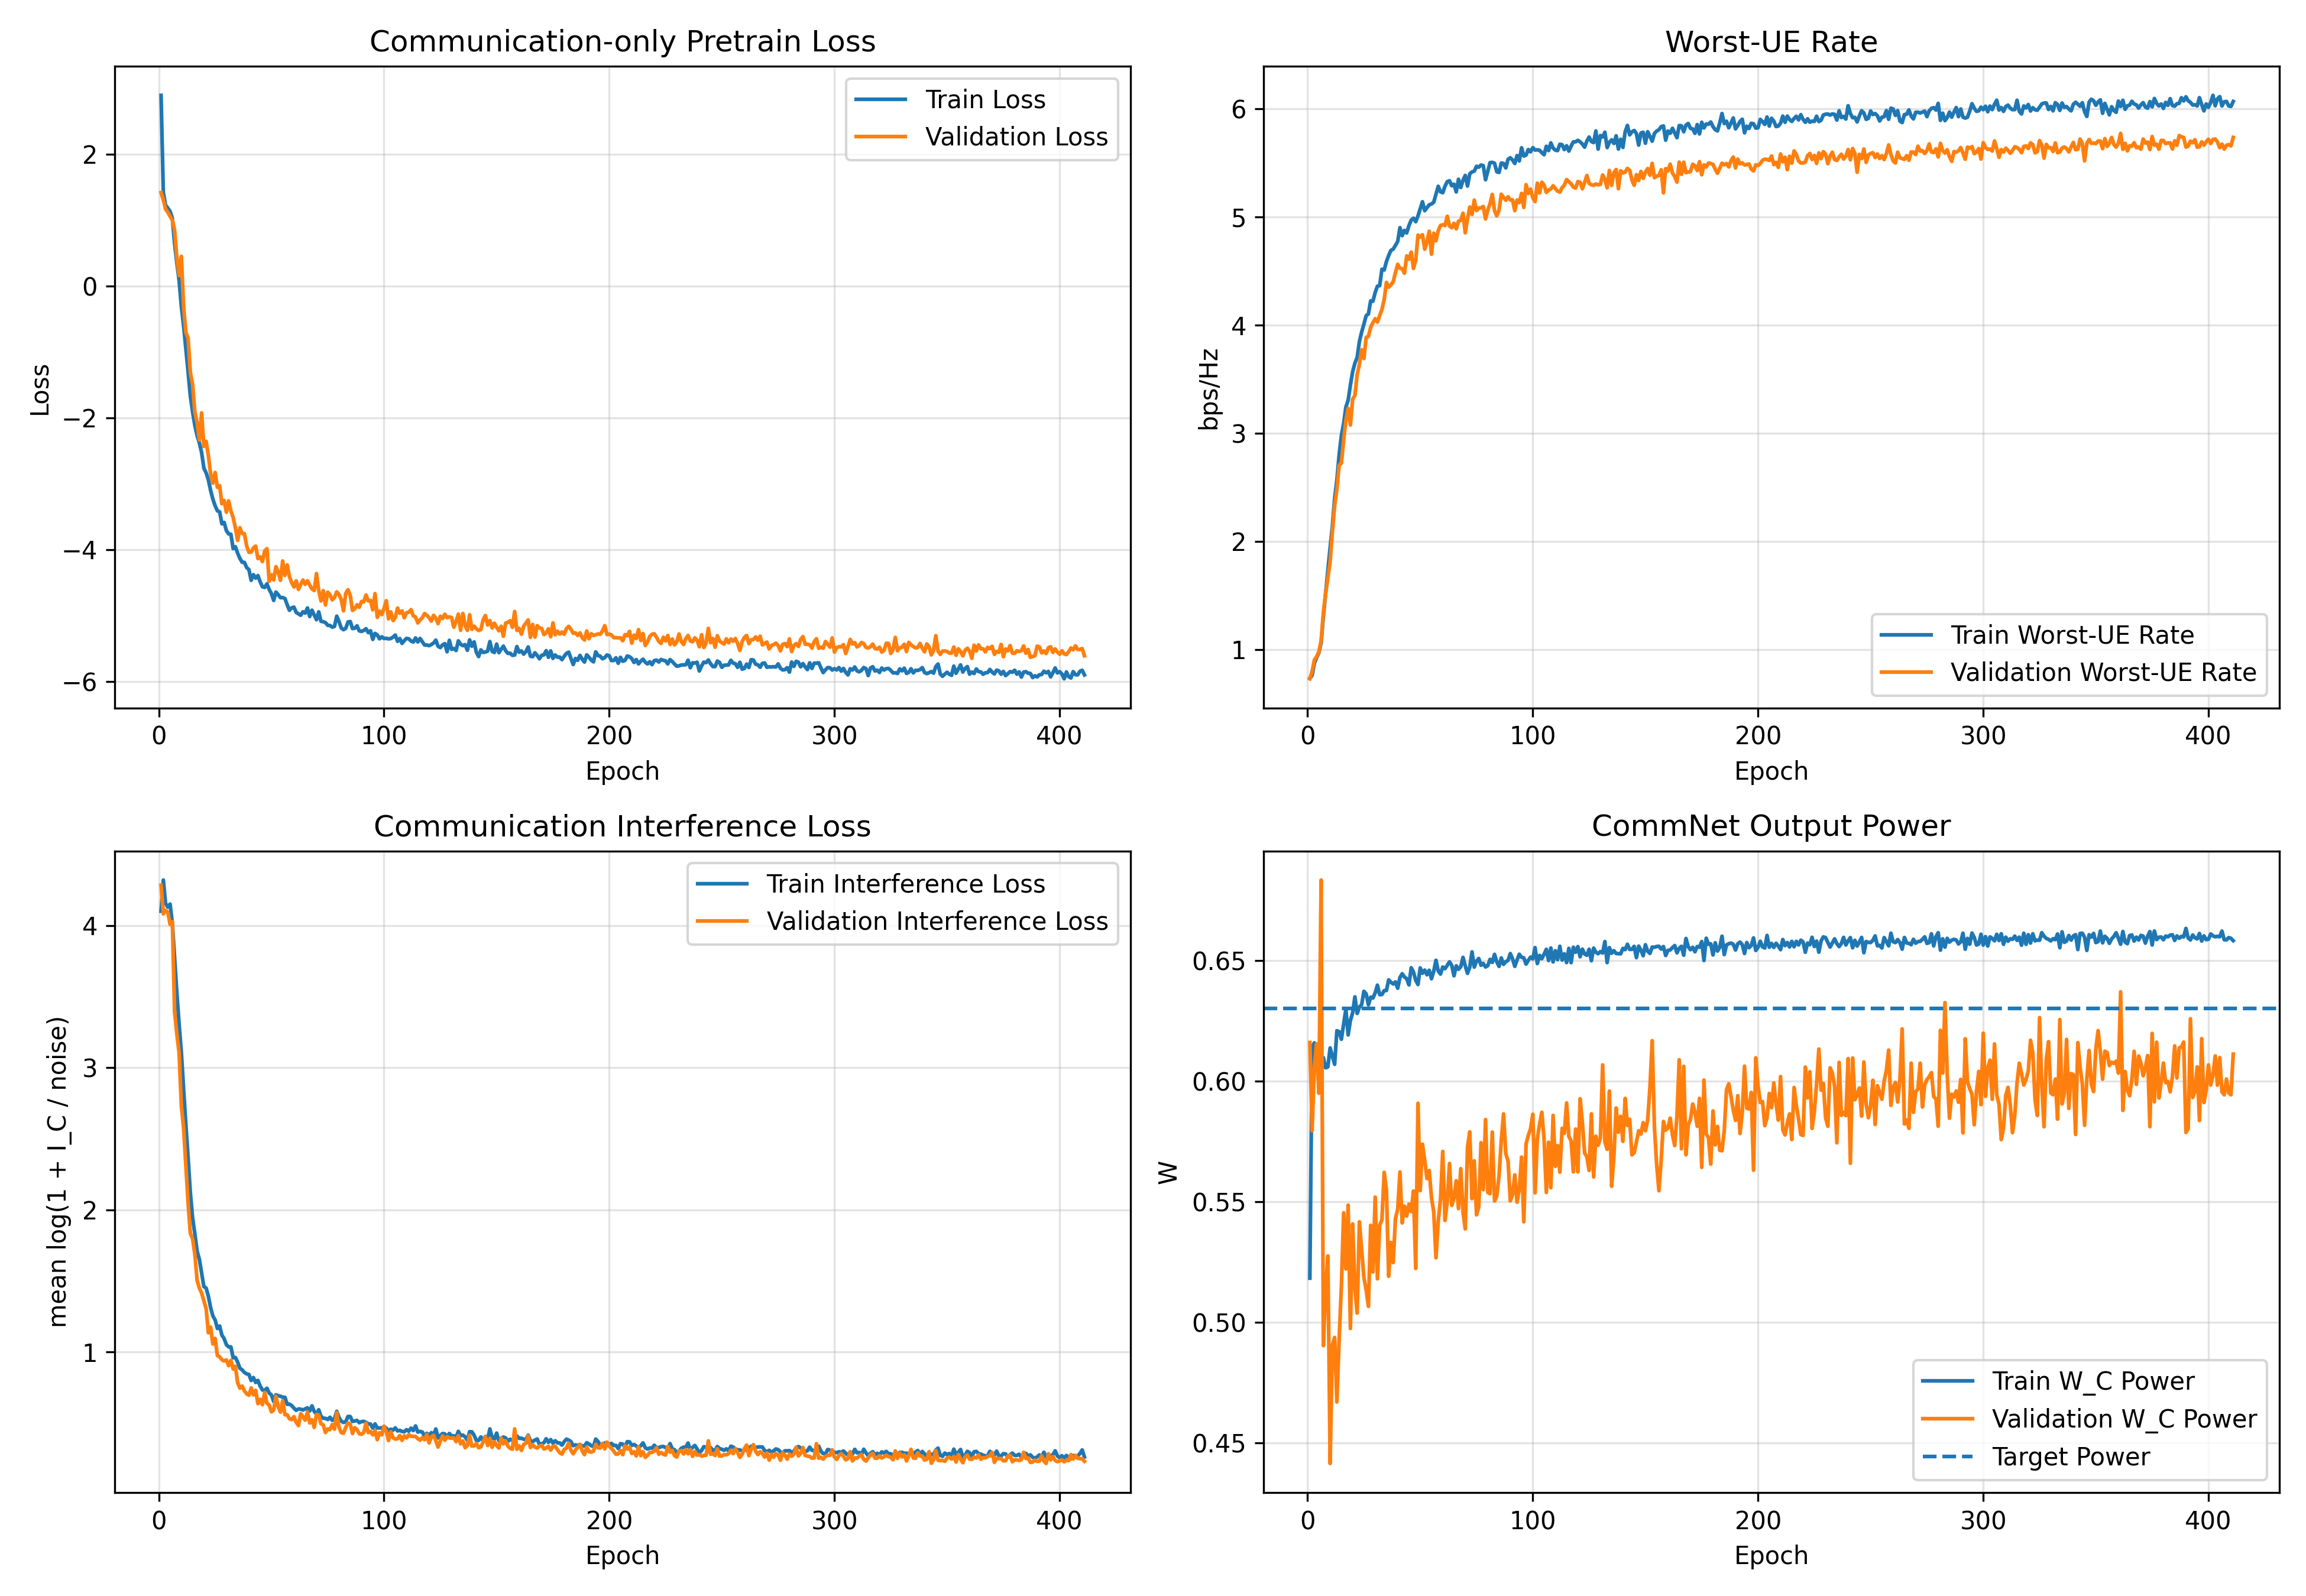 Communication-only Pretrain Loss
Train Loss
Validation Loss
2
0
−2
−4
−6
Loss
0 100 200 300 400
Epoch
Worst-UE Rate
6
5
4
3
2
1
bps/Hz
Train Worst-UE Rate
Validation Worst-UE Rate
0 100 200 300 400
Epoch
Communication Interference Loss
Train Interference Loss
Validation Interference Loss
4
3
2
1
mean log(1 + I_C / noise)
0 100 200 300 400
Epoch
CommNet Output Power
0.65
0.60
0.55
0.50
0.45
W
Train W_C Power
Validation W_C Power
Target Power
0 100 200 300 400
Epoch